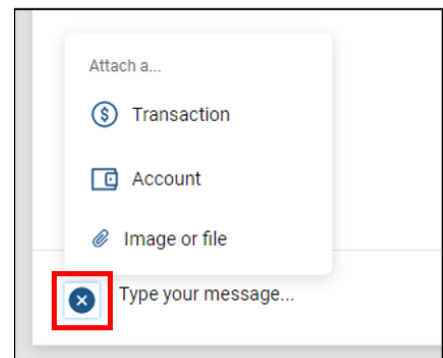 Attach a...
Transaction
Account
Image or file
Type your message...